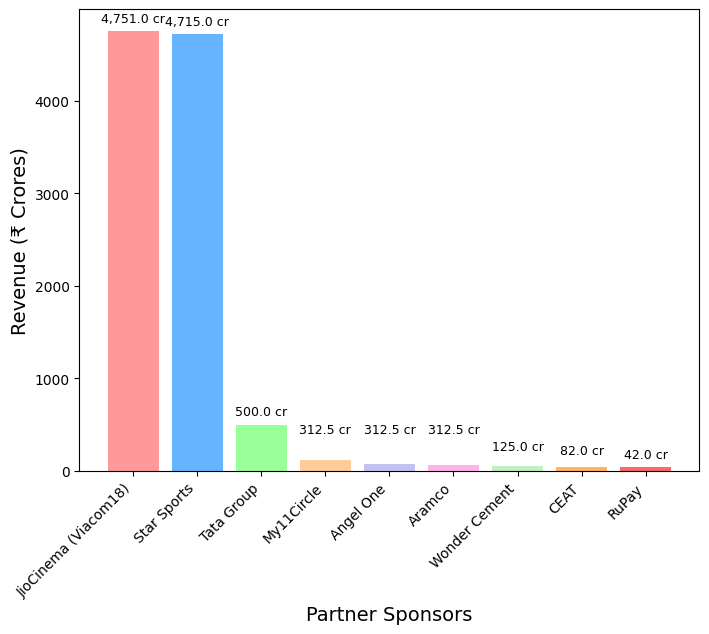 4,751.0 cr
4,715.0 cr
500.0 cr
312.5 cr
312.5 cr
312.5 cr
125.0 cr
82.0 cr
42.0 cr
Revenue (₹ Crores)
4000
3000
2000
1000
0
JioCinema (Viacom18)
Star Sports
Tata Group
My11Circle
Angel One
Aramco
Wonder Cement
CEAT
RuPay
Partner Sponsors